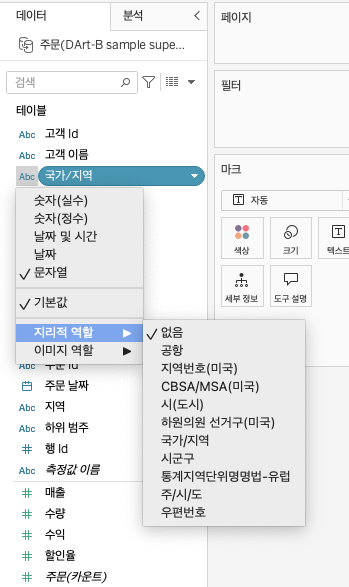 데이터
분석
주문(DArt-B sample supe...
검색
테이블
Abc 고객 Id
Abc 고객 이름
Abc 국가/지역
숫자(실수)
숫자(정수)
날짜 및 시간
날짜
문자열
기본값
지리적 역할
이미지 역할
없음
공항
지역번호(미국)
CBSA/MSA(미국)
시(도시)
하원의원 선거구(미국)
국가/지역
시군구
통계지역단위명명법-유럽
주/시/도
우편번호
주문 날짜
Abc 지역
Abc 하위 범주
행 Id
Abc 측정값 이름
매출
수량
수익
할인율
주문(카운트)
페이지
필터
마크
자동
색상
크기
텍스트
세부 정보
도구 설명